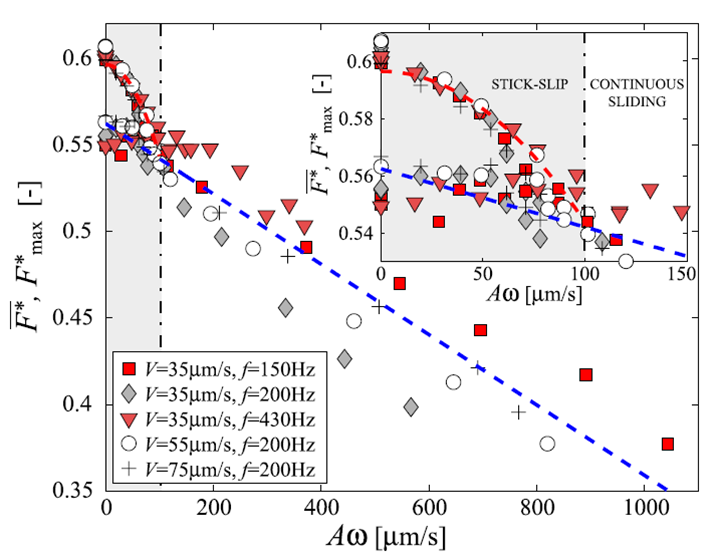 0.6
0.55
0.5
0.45
0.4
0.35
F*, F*max [-]
0
200
400
600
800
1000
Aω [μm/s]
V=35μm/s, f=150Hz
V=35μm/s, f=200Hz
V=35μm/s, f=430Hz
V=55μm/s, f=200Hz
V=75μm/s, f=200Hz
STICK-SLIP
CONTINUOUS
SLIDING
0.6
0.58
0.56
0.54
F*, F*max [-]
0
50
100
150
Aω [μm/s]